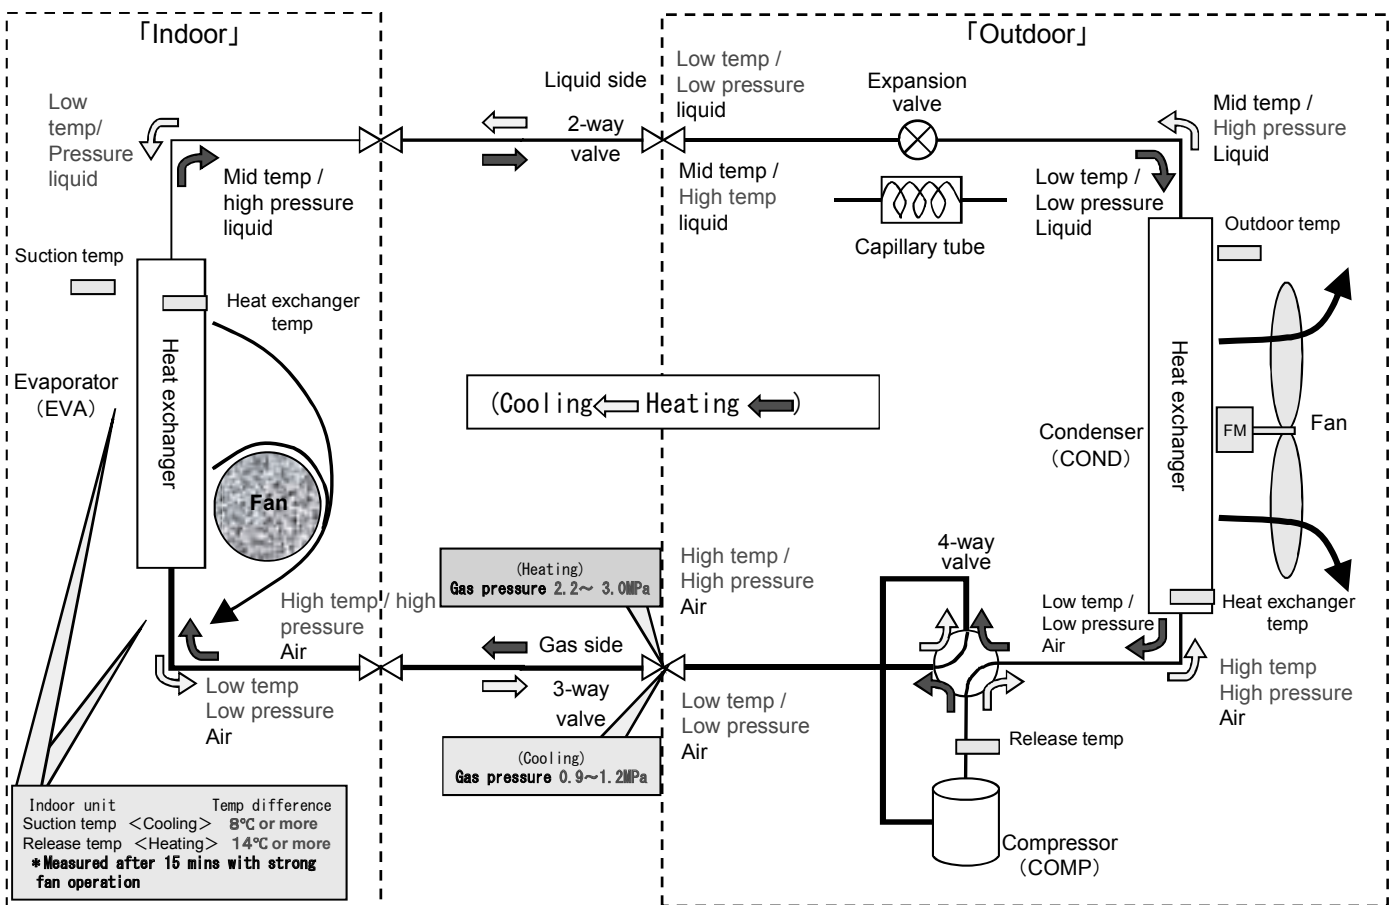 「Indoor」
「Outdoor」
Low
temp/
Pressure
liquid
Mid temp /
high pressure
liquid
Liquid side
2-way
valve
Low temp /
Low pressure
liquid
Mid temp /
High temp
liquid
Expansion
valve
Capillary tube
Mid temp /
High pressure
Liquid
Low temp /
Low pressure
Liquid
Suction temp
Heat exchanger
temp
Outdoor temp
Heat exchanger
Evaporator
(EVA)
Fan
(Cooling Heating )
Condenser
(COND)
Heat exchanger
FM
Fan
4-way
valve
(Heating)
Gas pressure 2.2～ 3.0MPa
High temp /
High pressure
Air
High temp / high
pressure
Air
Gas side
3-way
valve
Low temp
Low pressure
Air
Low temp /
Low pressure
Air
Low temp /
Low pressure
Air
Heat exchanger
temp
High temp
High pressure
Air
(Cooling)
Gas pressure 0.9～1.2MPa
Release temp
Compressor
(COMP)
Indoor unit Temp difference
Suction temp ＜Cooling＞ 8℃ or more
Release temp ＜Heating＞ 14℃ or more
＊Measured after 15 mins with strong
fan operation